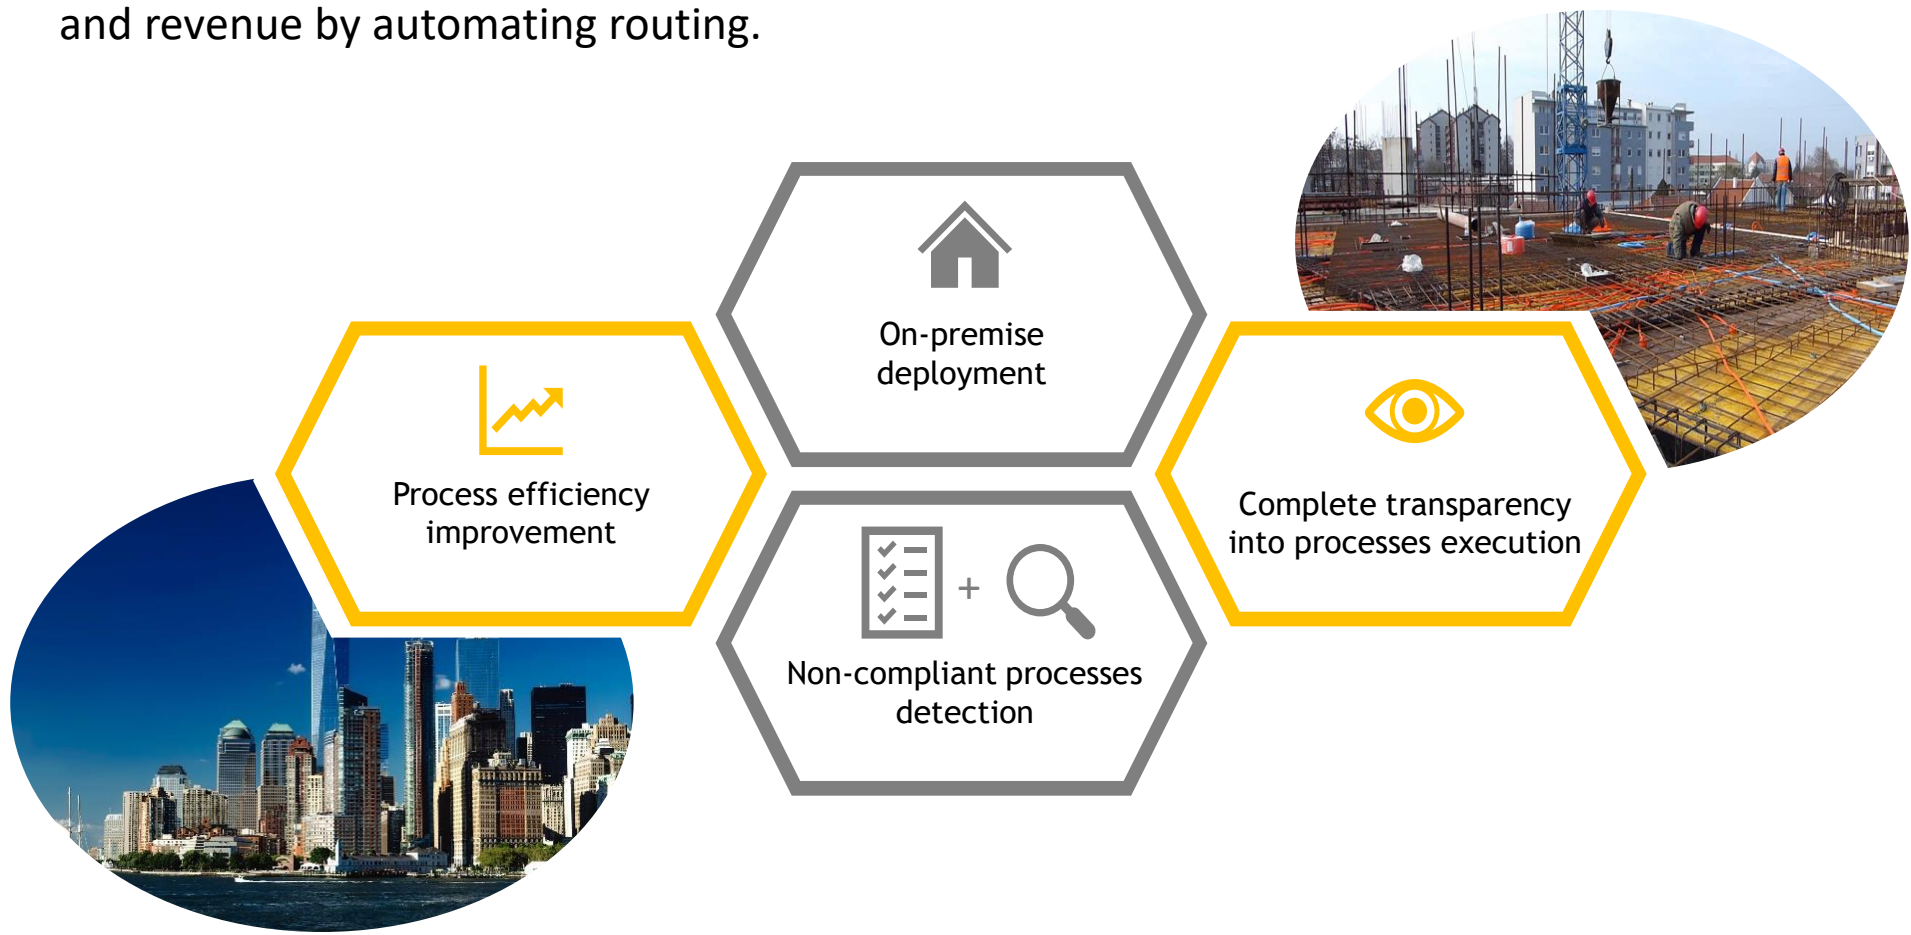 and revenue by automating routing.
On-premise
deployment
Process efficiency
improvement
Complete transparency
into processes execution
+
Non-compliant processes
detection